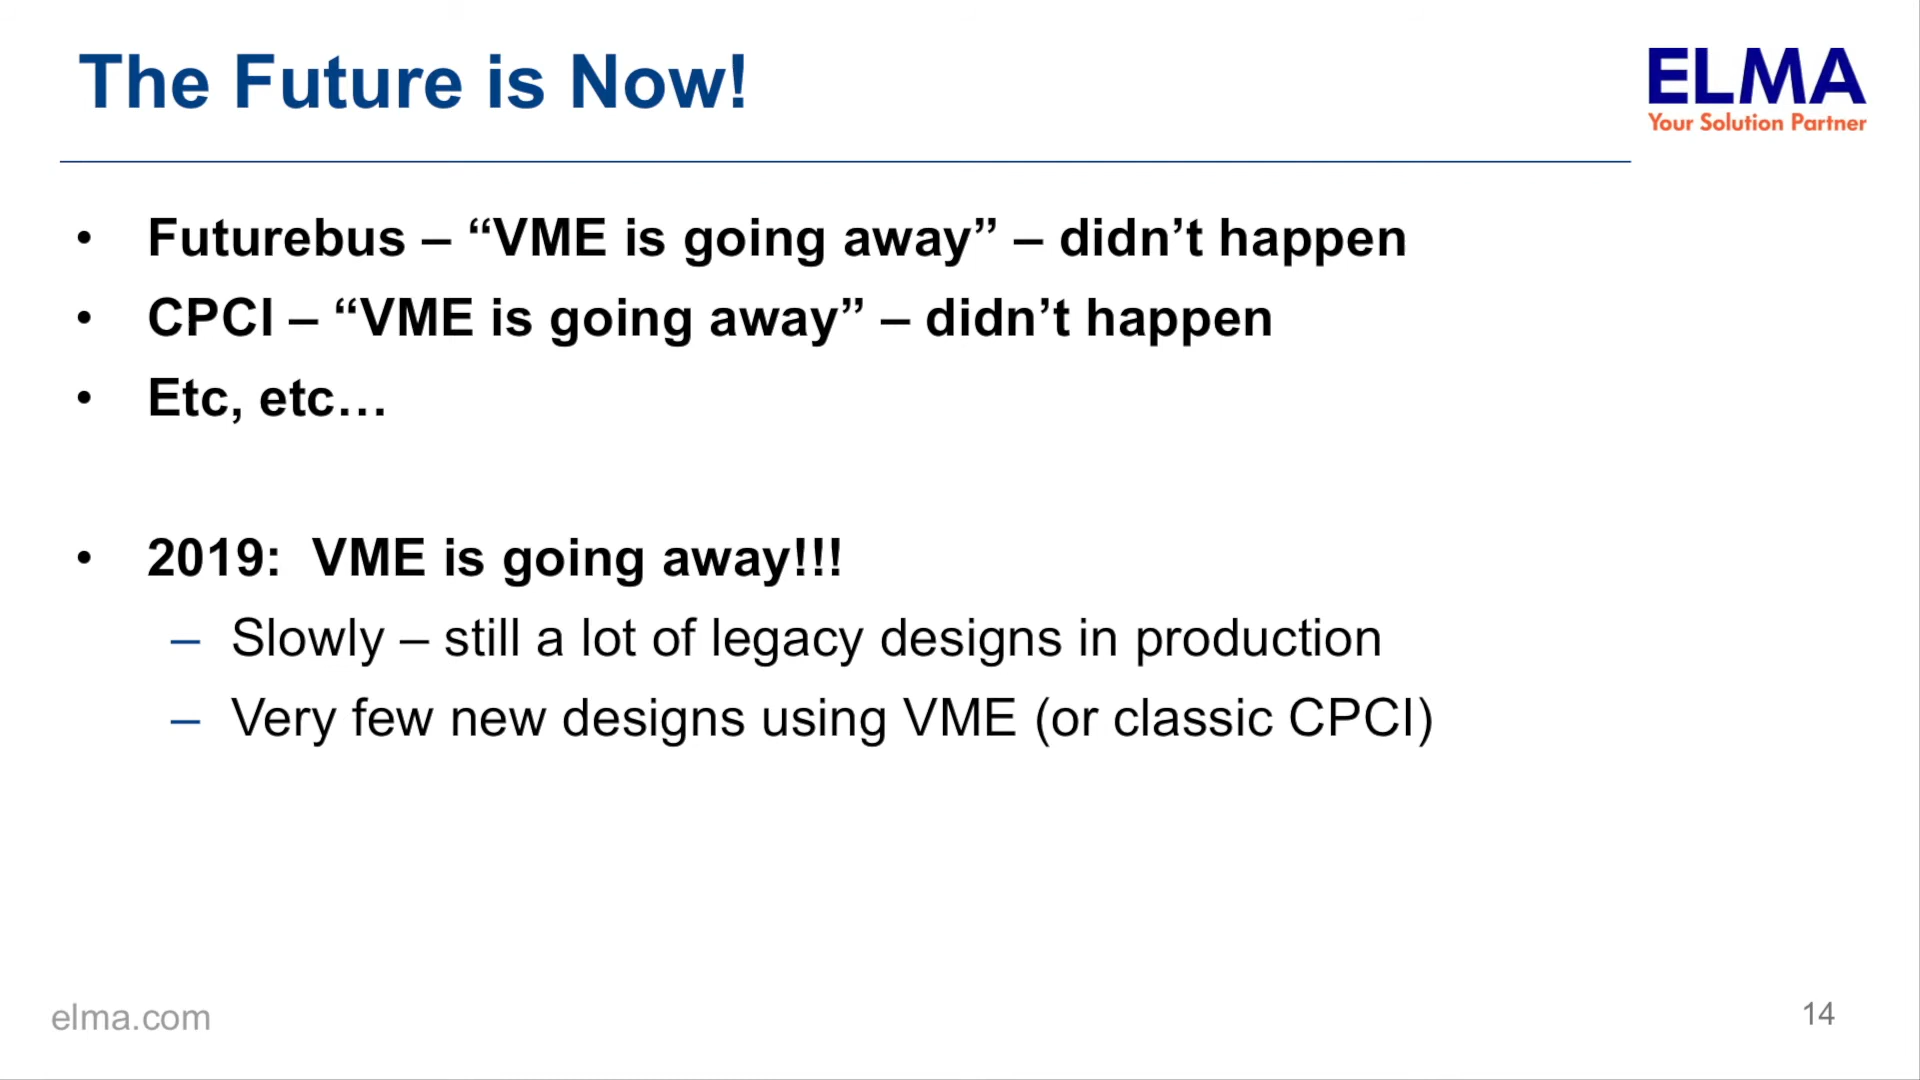 The Future is Now!
ELMA
Your Solution Partner
• Futurebus – “VME is going away” – didn’t happen
• CPCI – “VME is going away” – didn’t happen
• Etc, etc…
• 2019:  VME is going away!!!
– Slowly – still a lot of legacy designs in production
– Very few new designs using VME (or classic CPCI)
elma.com
14